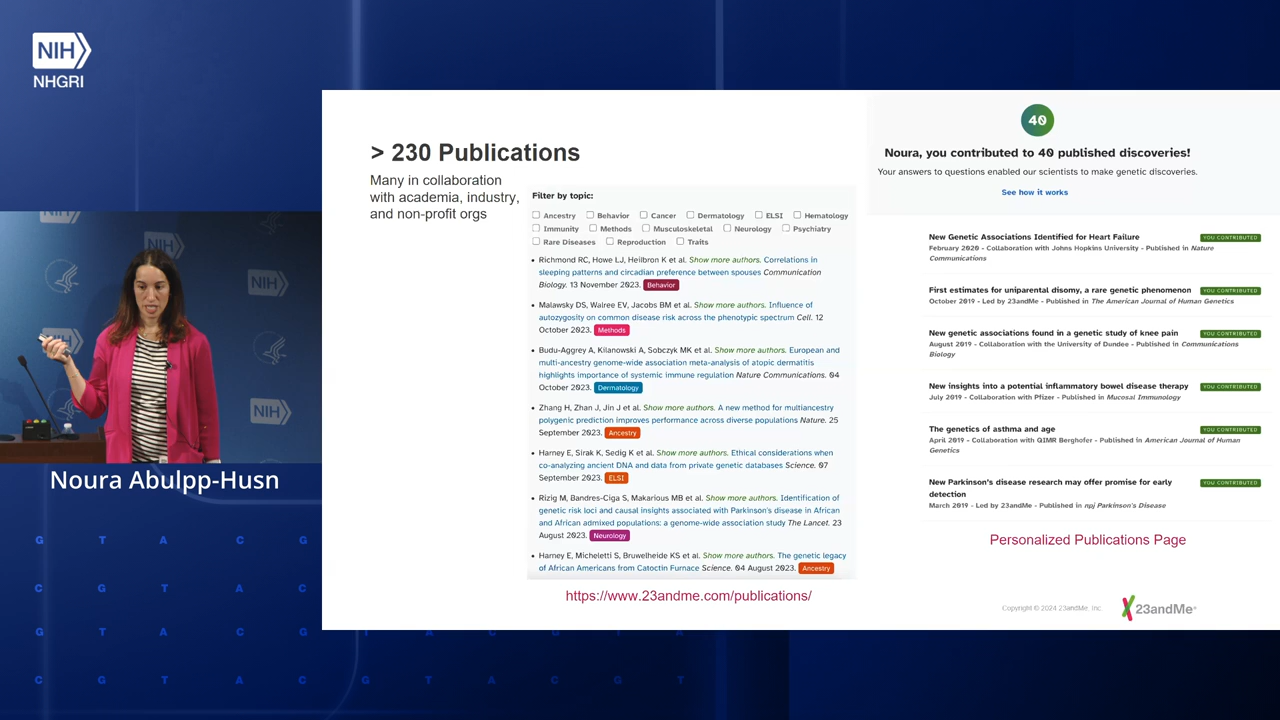 NIH
NHGRI
> 230 Publications
Many in collaboration
with academia, industry,
and non-profit orgs
Filter by topic:
Ancestry Behavior Cancer Dermatology ELSI Hematology
Immunity Methods Musculoskeletal Neurology Psychiatry
Rare Diseases Reproduction Traits
• Richmond RC, Howe LJ, Heilbron K et al. Show more authors. Correlations in
sleeping patterns and circadian preference between spouses Communication
Biology. 13 November 2023. Behavior
• Malawsky DS, Walree EV, Jacobs BM et al. Show more authors. Influence of
autozygosity on common disease risk across the phenotypic spectrum Cell. 12
October 2023. Methods
• Budu-Aggrey A, Kilanowski A, Sobczyk MK et al. Show more authors. European and
multi-ancestry genome-wide association meta-analysis of atopic dermatitis
highlights importance of systemic immune regulation Nature Communications. 04
October 2023. Dermatology
• Zhang H, Zhan J, Jin J et al. Show more authors. A new method for multiancestry
polygenic prediction improves performance across diverse populations Nature. 25
September 2023. Ancestry
• Harney E, Sirak K, Sedig K et al. Show more authors. Ethical considerations when
co-analyzing ancient DNA and data from private genetic databases Science. 07
September 2023. ELSI
• Rizig M, Bandres-Ciga S, Makarious MB et al. Show more authors. Identification of
genetic risk loci and causal insights associated with Parkinson's disease in African
and African admixed populations: a genome-wide association study The Lancet. 23
August 2023. Neurology
• Harney E, Micheletti S, Bruwelheide KS et al. Show more authors. The genetic legacy
of African Americans from Catoctin Furnace Science. 04 August 2023. Ancestry
https://www.23andme.com/publications/
40
Noura, you contributed to 40 published discoveries!
Your answers to questions enabled our scientists to make genetic discoveries.
See how it works
New Genetic Associations Identified for Heart Failure YOU CONTRIBUTED
February 2020 - Collaboration with Johns Hopkins University - Published in Nature
Communications
First estimates for uniparental disomy, a rare genetic phenomenon YOU CONTRIBUTED
October 2019 - Led by 23andMe - Published in The American Journal of Human Genetics
New genetic associations found in a genetic study of knee pain YOU CONTRIBUTED
August 2019 - Collaboration with the University of Dundee - Published in Communications
Biology
New insights into a potential inflammatory bowel disease therapy YOU CONTRIBUTED
July 2019 - Collaboration with Pfizer - Published in Mucosal Immunology
The genetics of asthma and age YOU CONTRIBUTED
April 2019 - Collaboration with QIMR Berghofer - Published in American Journal of Human
Genetics
New Parkinson's disease research may offer promise for early YOU CONTRIBUTED
detection
March 2019 - Led by 23andMe - Published in npj Parkinson's Disease
Personalized Publications Page
Copyright © 2024 23andMe, Inc.
23andMe®
NIH
NIH
NIH
NIH
Noura Abulpp-Husn
G T A C G
C G T A C
G T A C G T A C G T
C G T A C G T A C G T